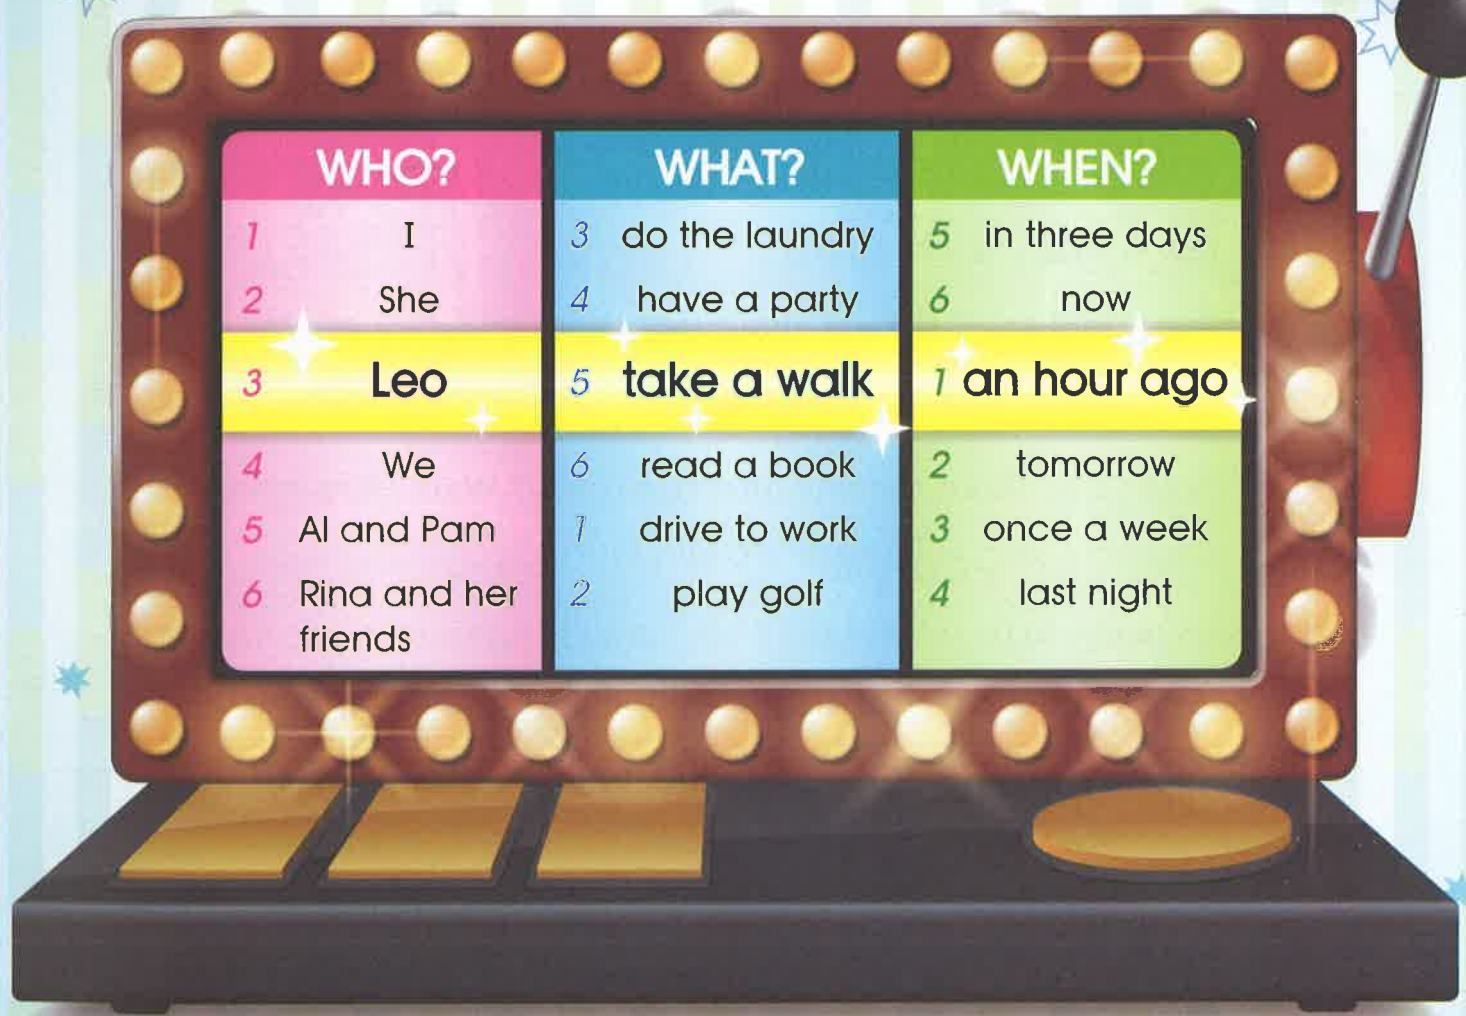 WHO? WHAT? WHEN?
1 I 3 do the laundry 5 in three days
2 She 4 have a party 6 now
3 Leo 5 take a walk 1 an hour ago
4 We 6 read a book 2 tomorrow
5 Al and Pam 1 drive to work 3 once a week
6 Rina and her 2 play golf 4 last night
friends